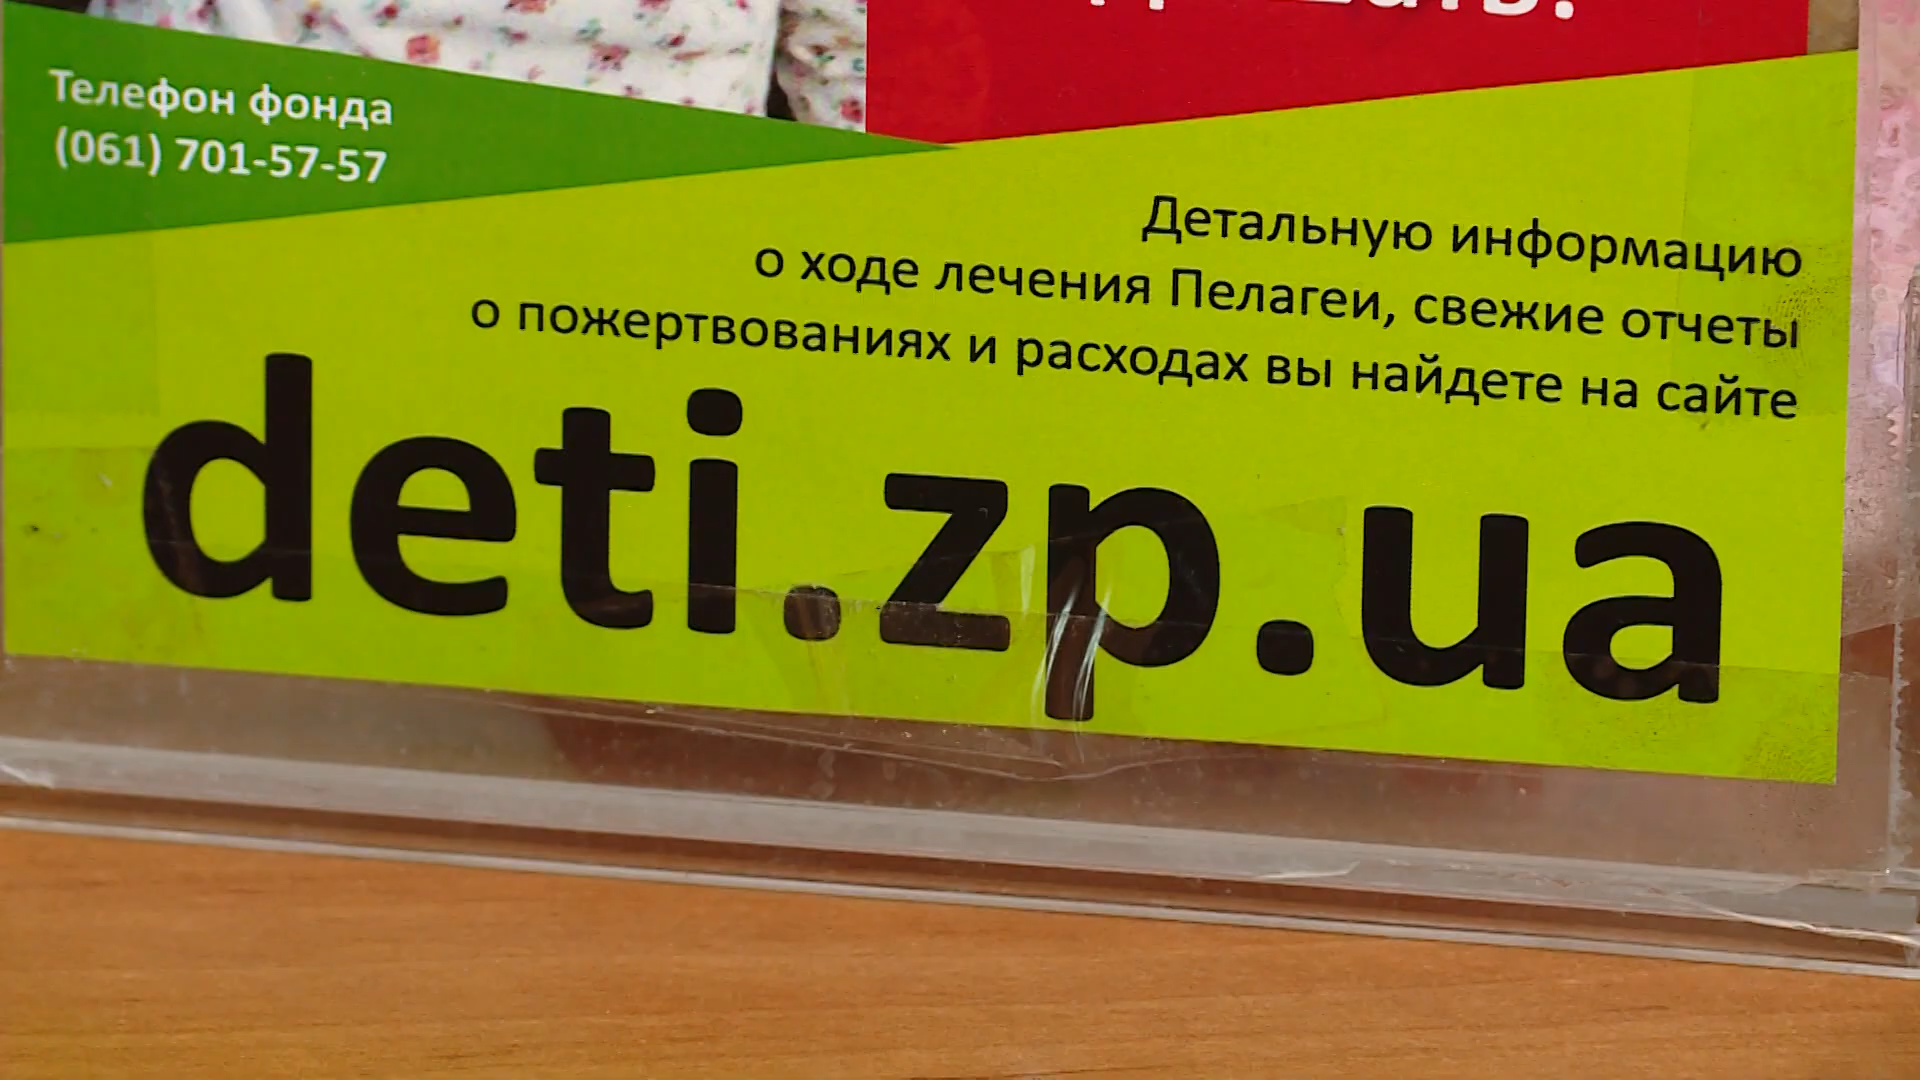 Телефон фонда
(061) 701-57-57
Детальную информацию
о ходе лечения Пелагеи, свежие отчеты
о пожертвованиях и расходах вы найдете на сайте
deti.zp.ua